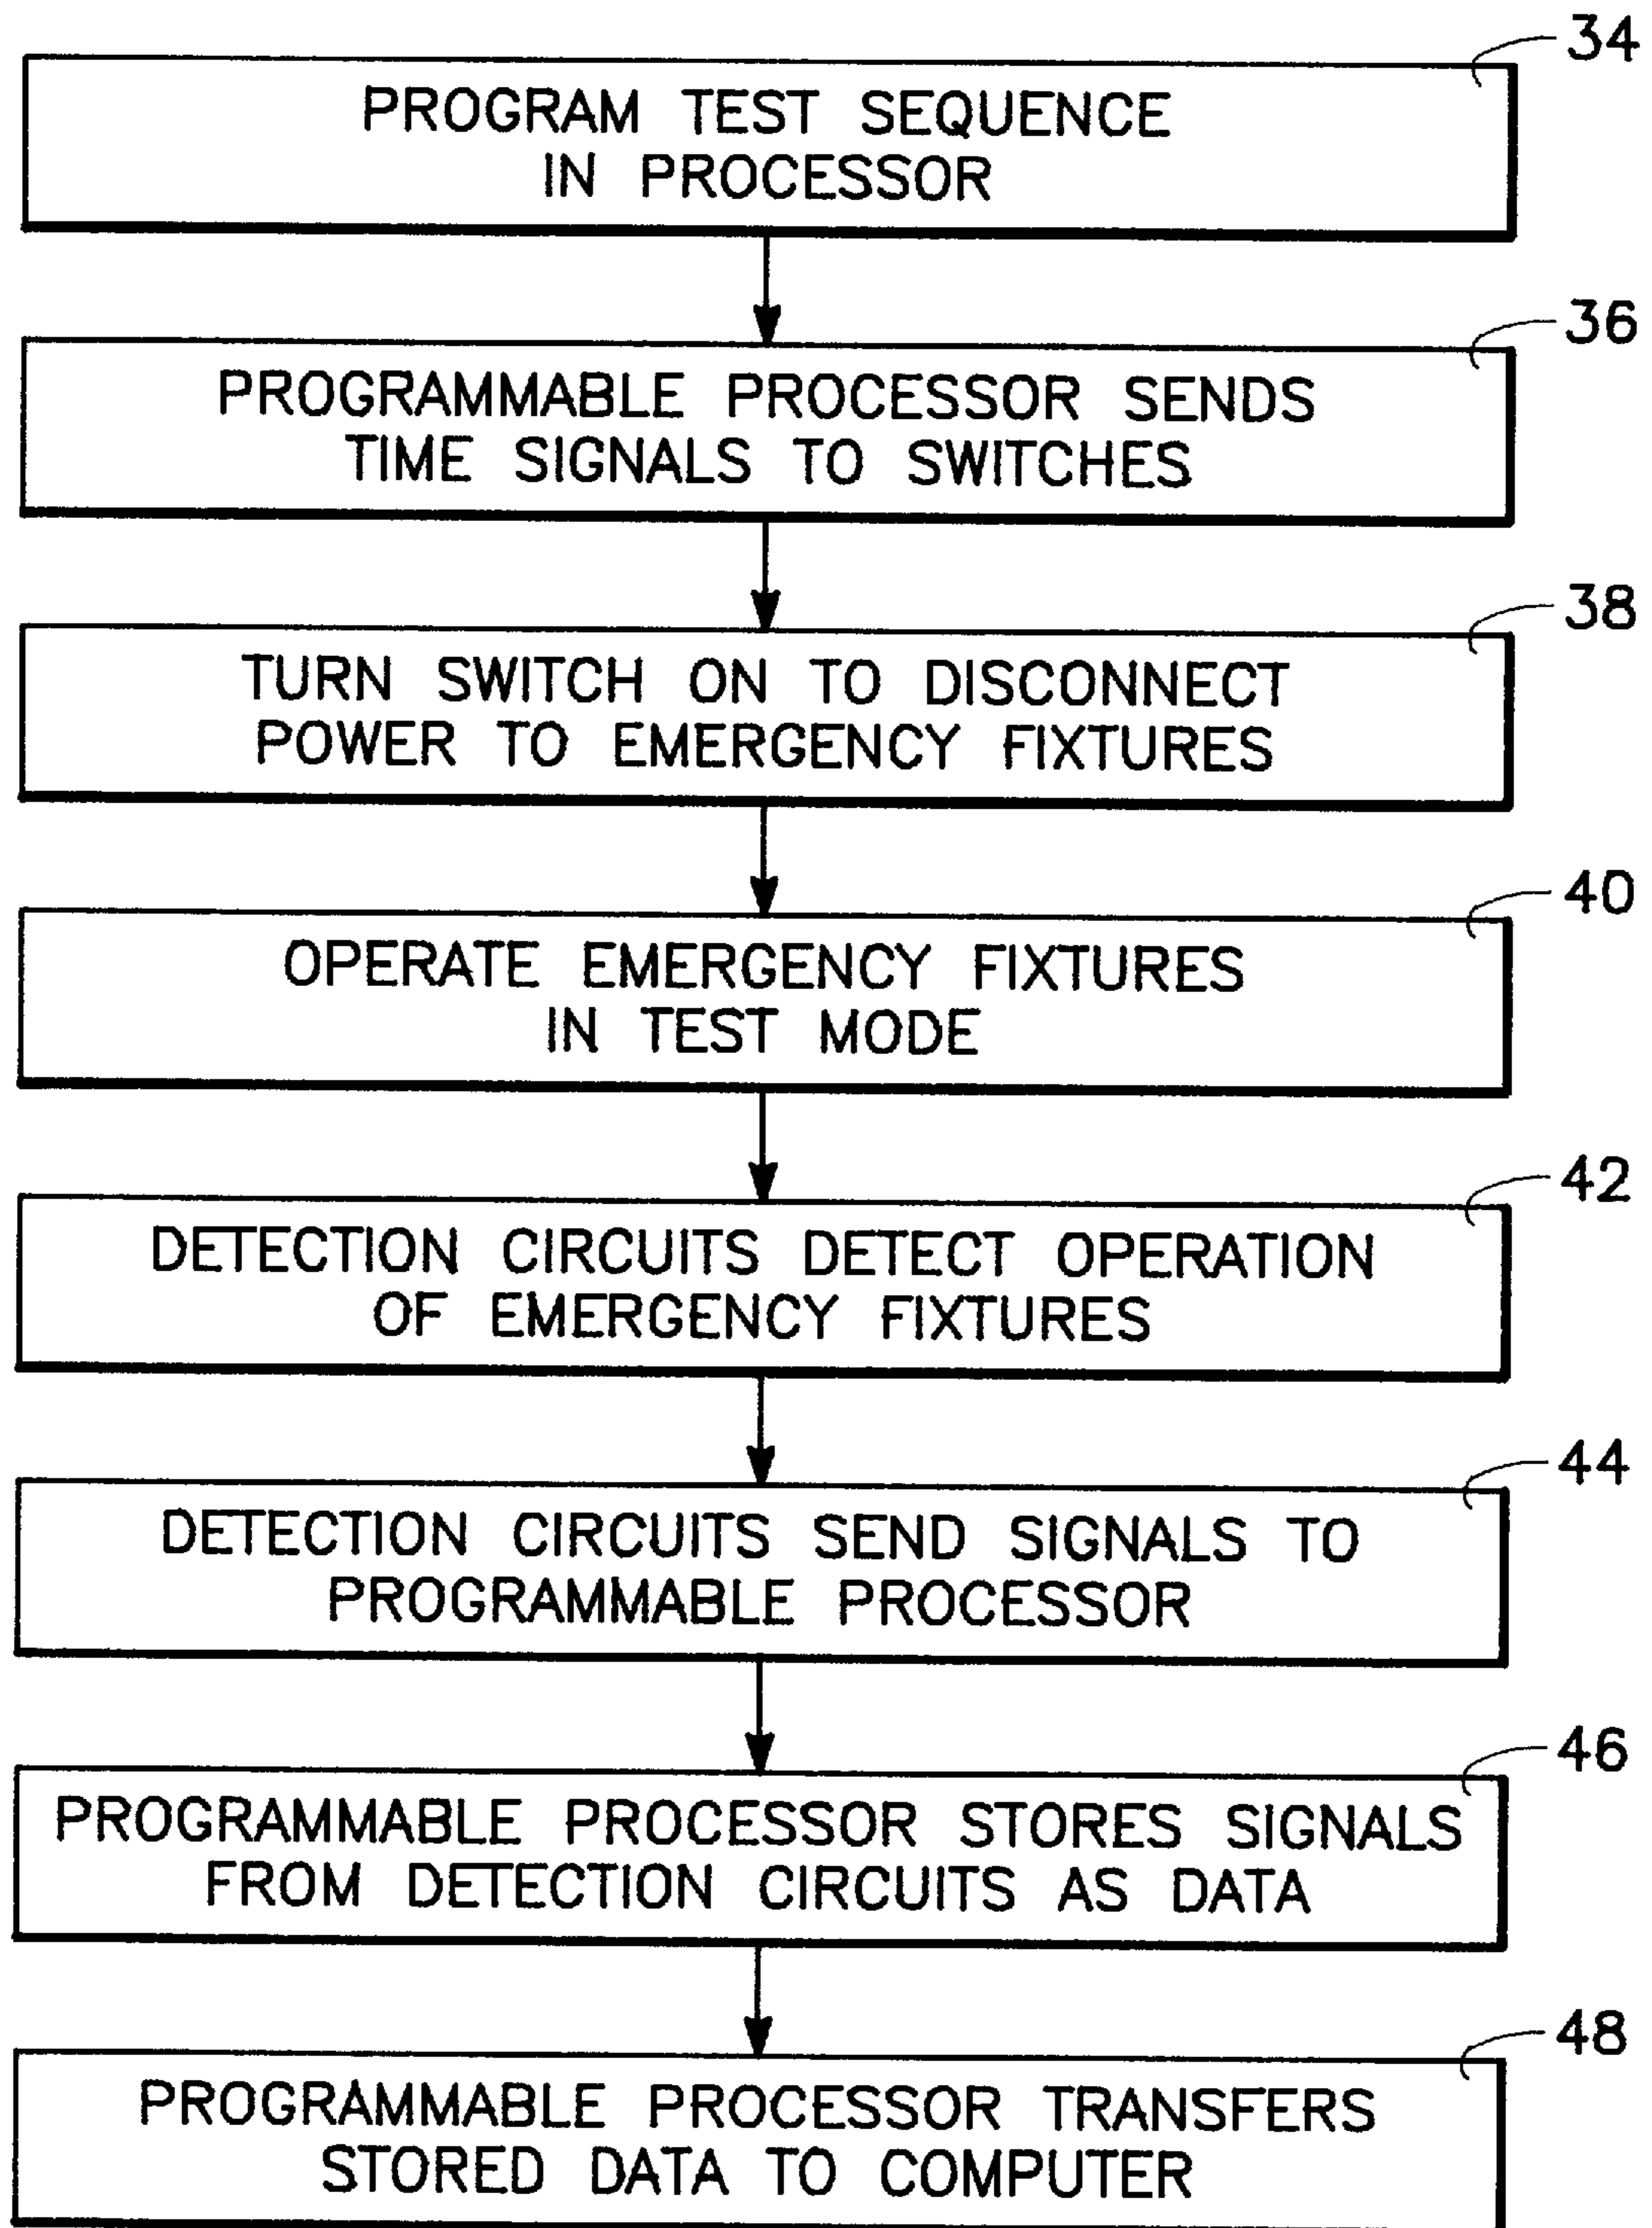 34
PROGRAM TEST SEQUENCE
IN PROCESSOR
36
PROGRAMMABLE PROCESSOR SENDS
TIME SIGNALS TO SWITCHES
38
TURN SWITCH ON TO DISCONNECT
POWER TO EMERGENCY FIXTURES
40
OPERATE EMERGENCY FIXTURES
IN TEST MODE
42
DETECTION CIRCUITS DETECT OPERATION
OF EMERGENCY FIXTURES
44
DETECTION CIRCUITS SEND SIGNALS TO
PROGRAMMABLE PROCESSOR
46
PROGRAMMABLE PROCESSOR STORES SIGNALS
FROM DETECTION CIRCUITS AS DATA
48
PROGRAMMABLE PROCESSOR TRANSFERS
STORED DATA TO COMPUTER